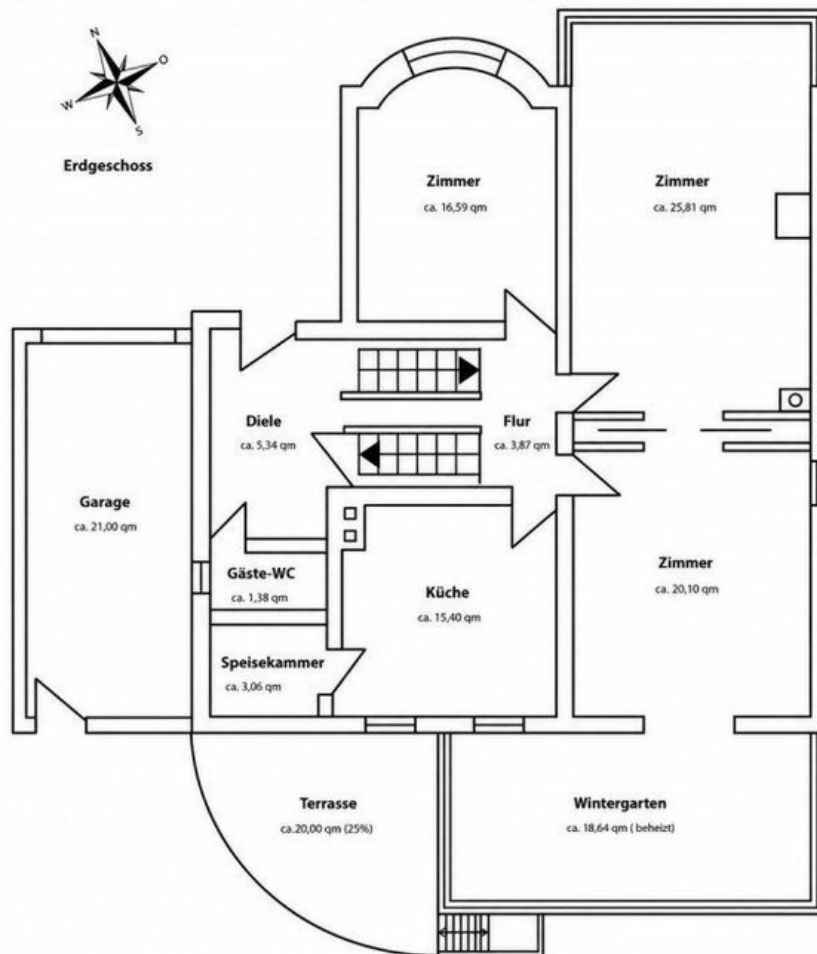 N
O
W
S
Erdgeschoss
Zimmer
ca. 16,59 qm
Zimmer
ca. 25,81 qm
Diele
ca. 5,34 qm
Flur
ca. 3,87 qm
Garage
ca. 21,00 qm
Gäste-WC
ca. 1,38 qm
Küche
ca. 15,40 qm
Zimmer
ca. 20,10 qm
Speisekammer
ca. 3,06 qm
Terrasse
ca.20,00 qm (25%)
Wintergarten
ca. 18,64 qm ( beheizt)